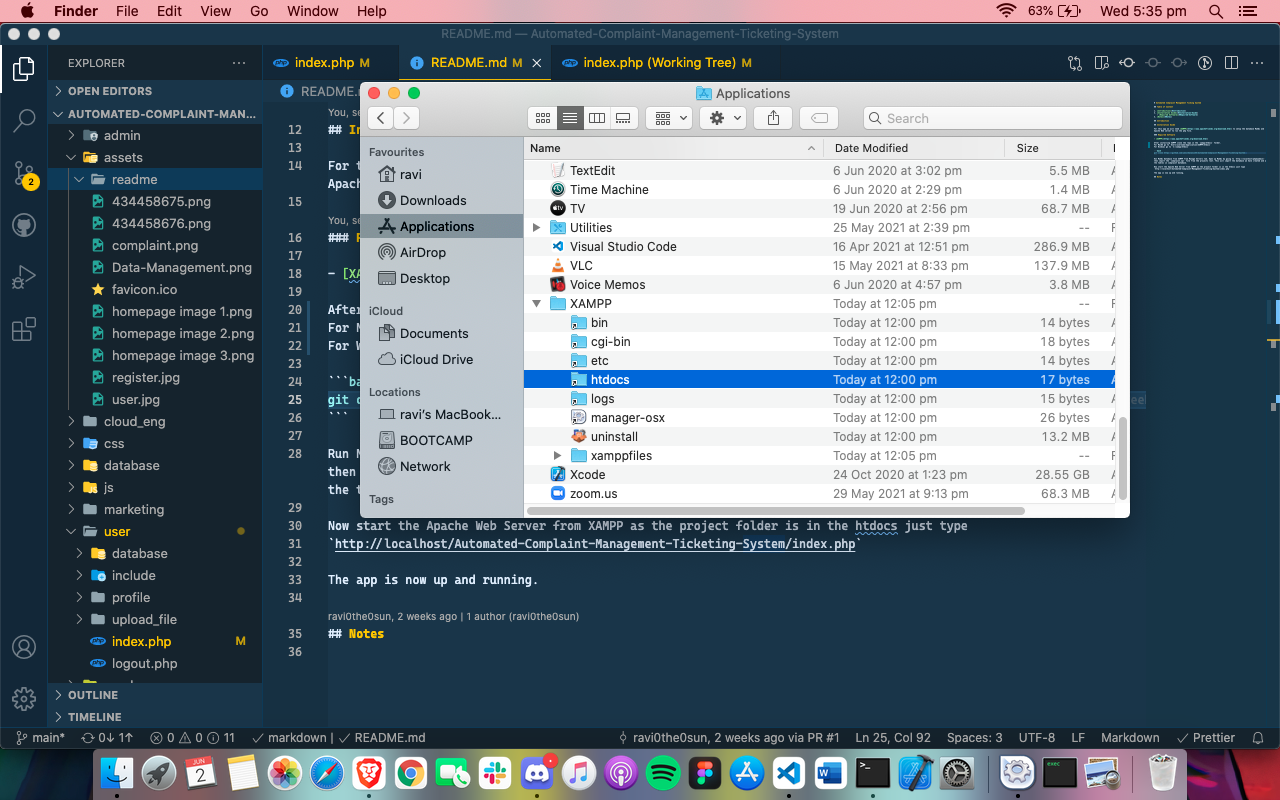 Finder File Edit View Go Window Help 63% Wed 5:35 pm
README.md — Automated-Complaint-Management-Ticketing-System
EXPLORER
index.php M
README.md M
index.php (Working Tree) M
OPEN EDITORS
AUTOMATED-COMPLAINT-MAN...
admin
assets
readme
434458675.png
434458676.png
complaint.png
Data-Management.png
favicon.ico
homepage image 1.png
homepage image 2.png
homepage image 3.png
register.jpg
user.jpg
cloud_eng
css
database
js
marketing
user
database
include
profile
upload_file
index.php M
logout.php
OUTLINE
TIMELINE
2
README.m
You, se
12 ## In
13
14 For t
Apac
15
You, se
16 ### R
17
18 - [XA
19
20 After
21 For M
22 For W
23
24 ```ba
25 git c
26 ```
27
28 Run M
then
the t
29
30 Now start the Apache Web Server from XAMPP as the project folder is in the htdocs just type
31 `http://localhost/Automated-Complaint-Management-Ticketing-System/index.php`
32
33 The app is now up and running.
34
ravi0the0sun, 2 weeks ago | 1 author (ravi0the0sun)
35 ## Notes
36
Applications
Search
Favourites
ravi
Downloads
Applications
AirDrop
Desktop
iCloud
Documents
iCloud Drive
Locations
ravi's MacBook...
BOOTCAMP
Network
Tags
Name Date Modified Size
TextEdit 6 Jun 2020 at 3:02 pm 5.5 MB
Time Machine 6 Jun 2020 at 2:29 pm 1.4 MB
TV 19 Jun 2020 at 2:56 pm 68.7 MB
Utilities 25 May 2021 at 2:39 pm --
Visual Studio Code 16 Apr 2021 at 12:51 pm 286.9 MB
VLC 15 May 2021 at 8:33 pm 137.9 MB
Voice Memos 6 Jun 2020 at 4:57 pm 3.8 MB
XAMPP Today at 12:05 pm --
bin Today at 12:00 pm 14 bytes
cgi-bin Today at 12:00 pm 18 bytes
etc Today at 12:00 pm 14 bytes
htdocs Today at 12:00 pm 17 bytes
logs Today at 12:00 pm 15 bytes
manager-osx Today at 12:00 pm 26 bytes
uninstall Today at 12:00 pm 13.2 MB
xamppfiles Today at 12:05 pm --
Xcode 24 Oct 2020 at 1:23 pm 28.55 GB
zoom.us 29 May 2021 at 9:13 pm 68.3 MB
main* 0↓ 1↑ 0 0 11 markdown | README.md ravi0the0sun, 2 weeks ago via PR #1 Ln 25, Col 92 Spaces: 3 UTF-8 LF Markdown Prettier
JUN
2
exec